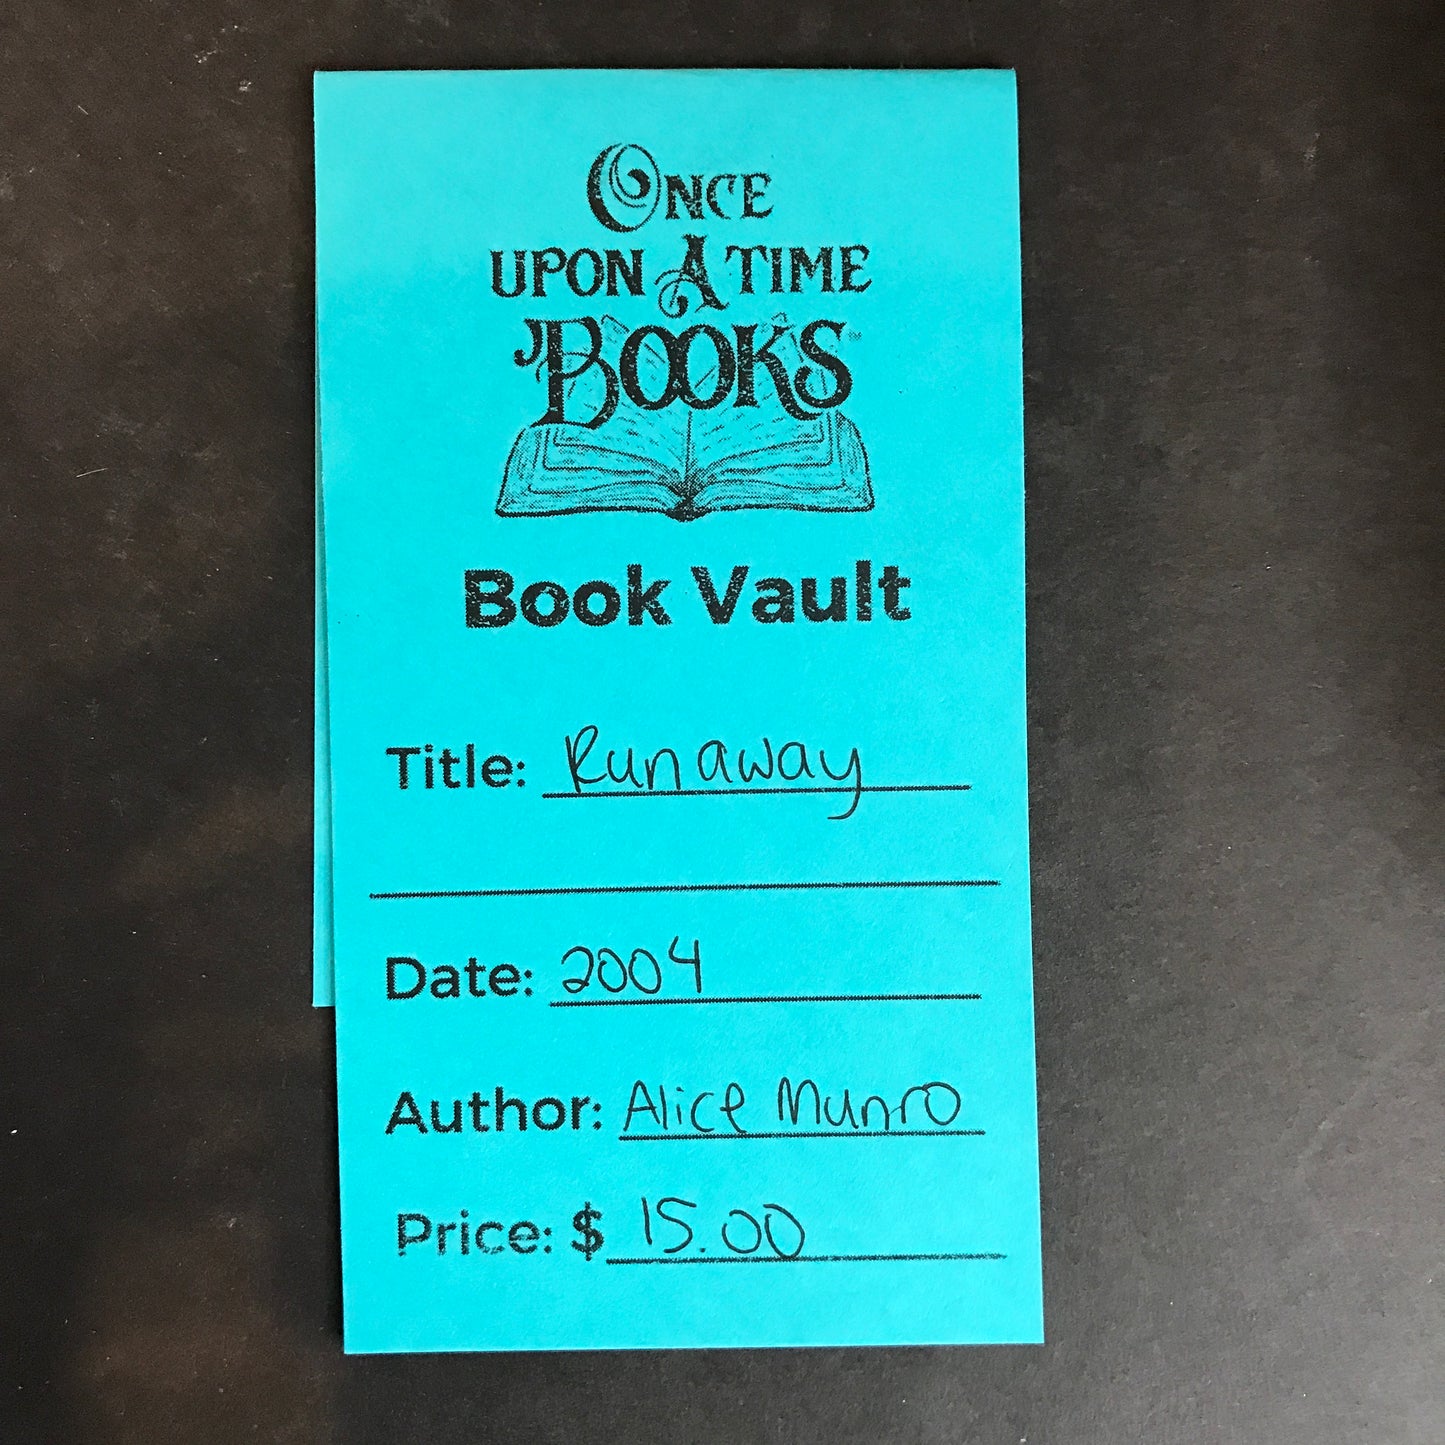 ONCE
UPON A TIME
BOOKS
Book Vault
Title: Runaway
Date: 2004
Author: Alice Munro
Price: $ 15.00